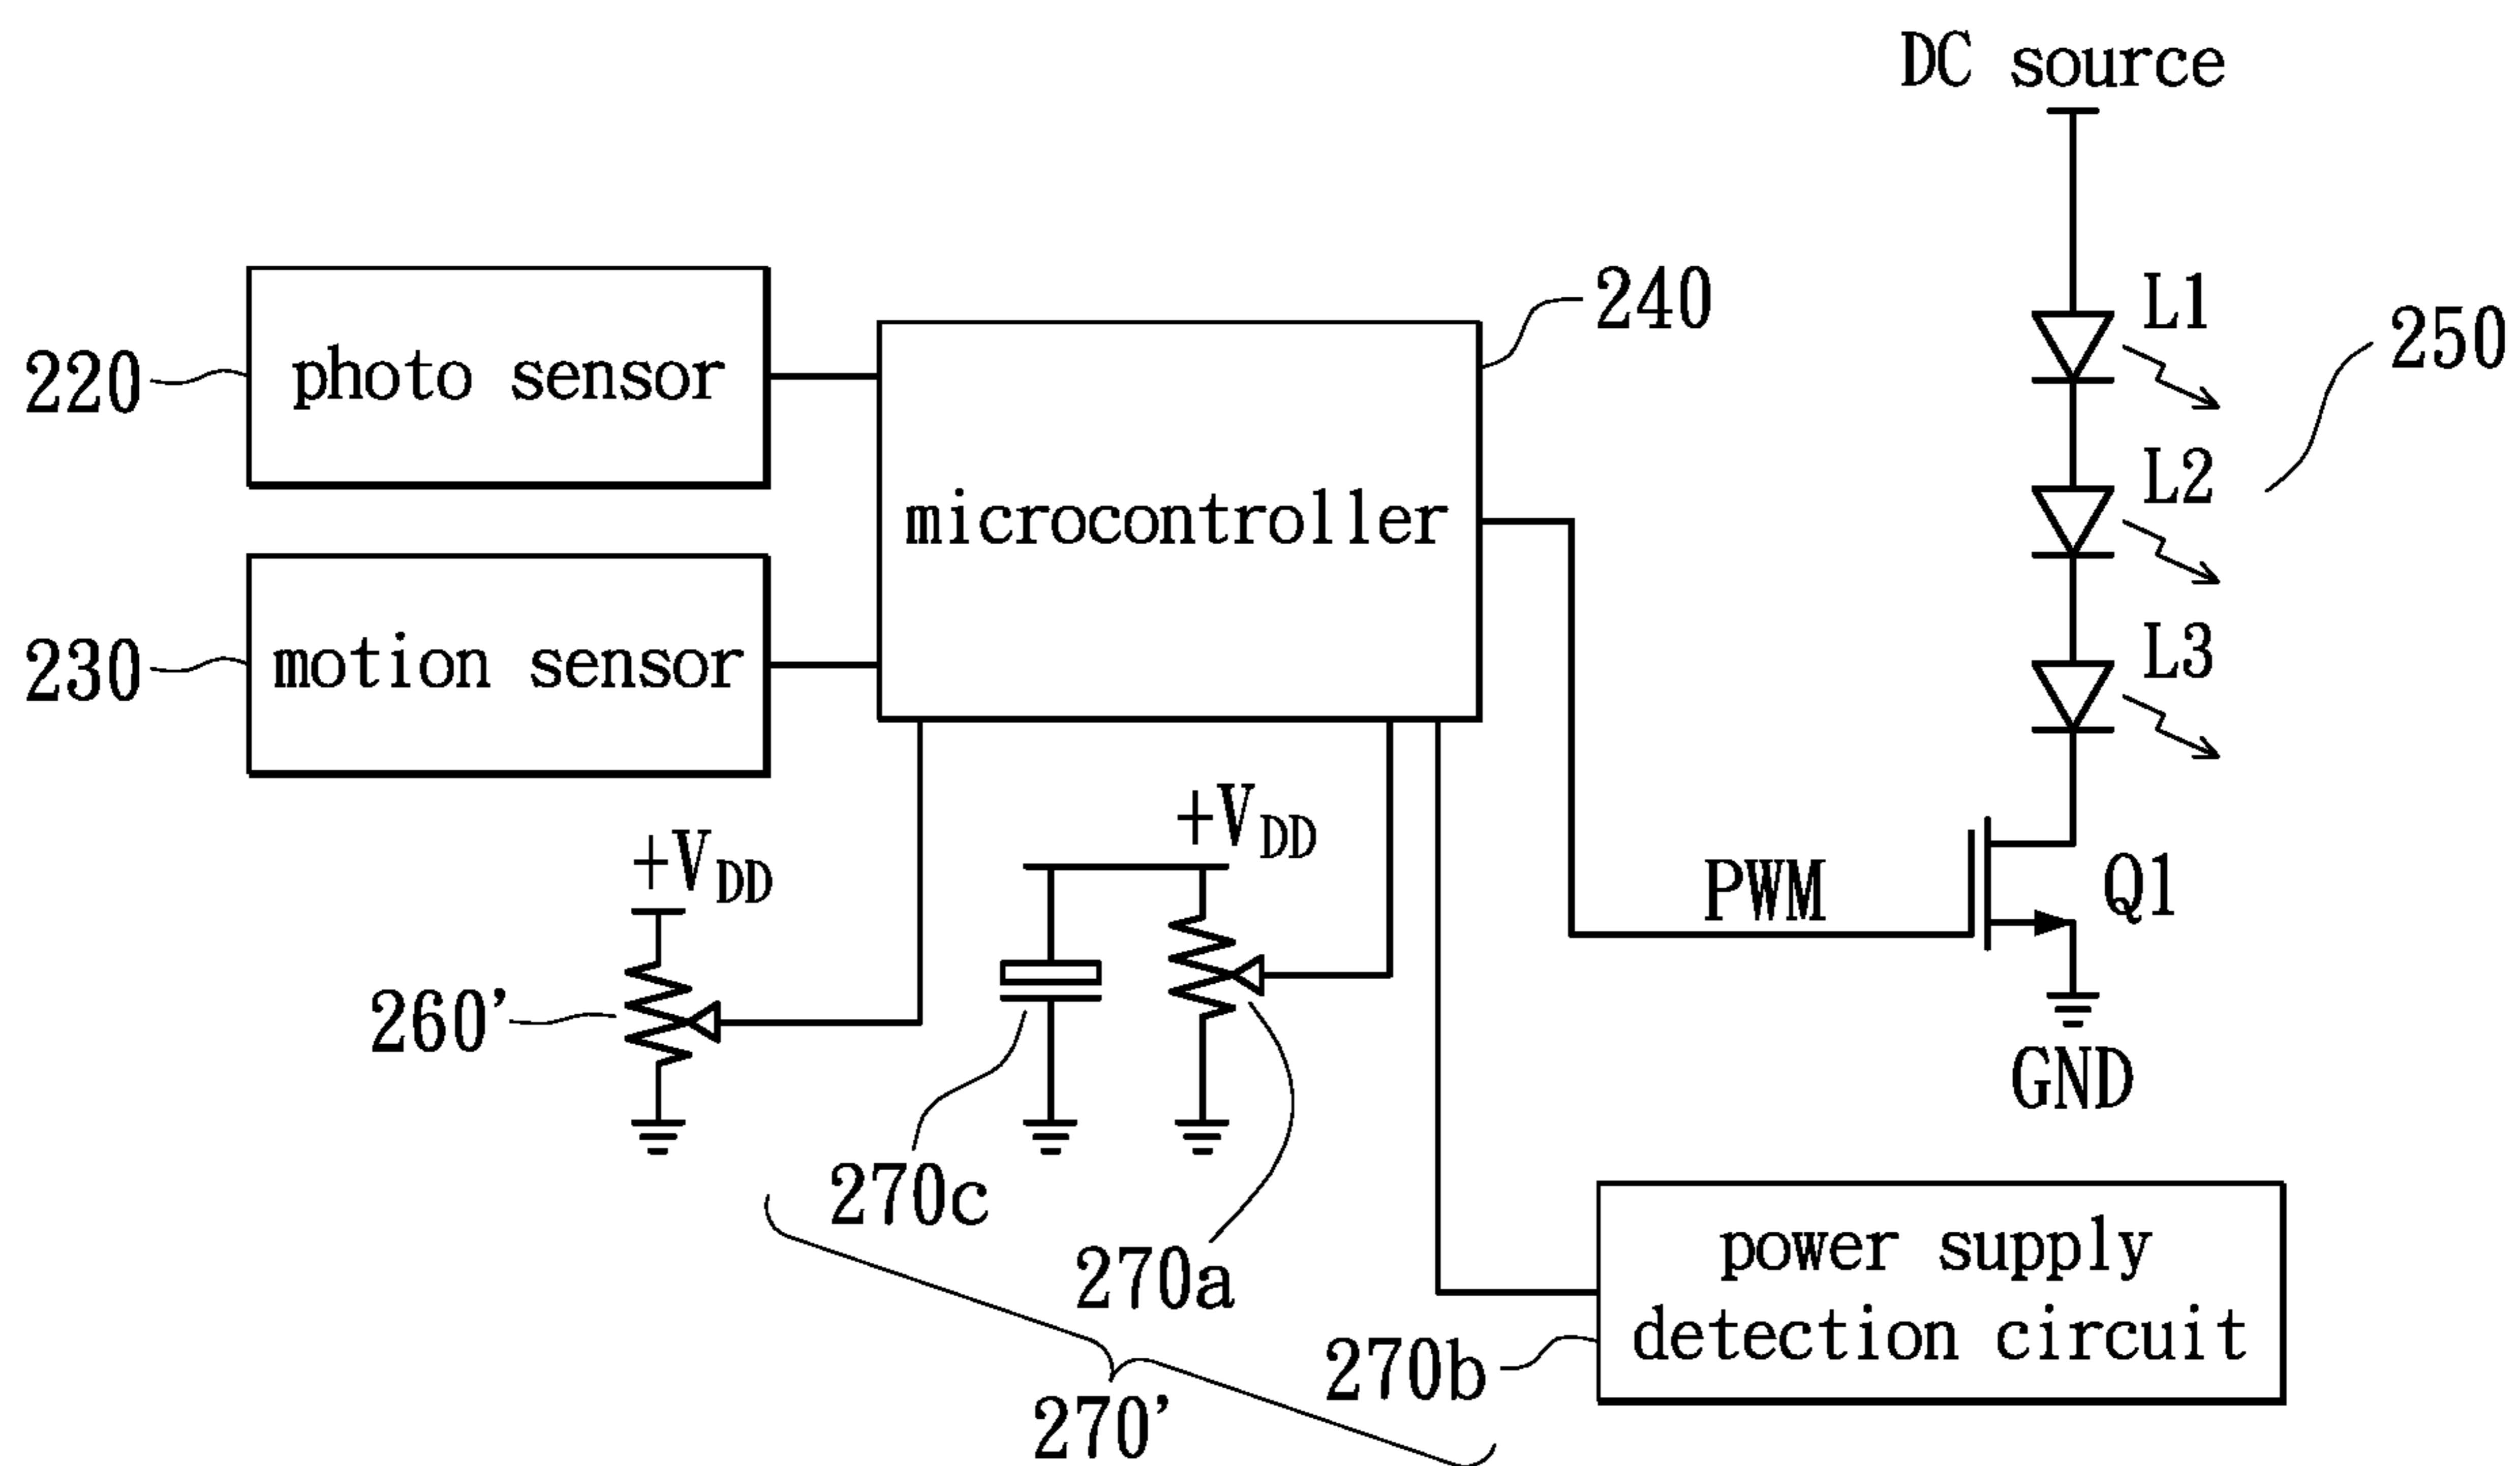 DC source
L1
240
250
220
photo sensor
L2
microcontroller
L3
230
motion sensor
+VDD
+VDD
PWM
Q1
260'
GND
270c
270a
power supply
detection circuit
270b
270'